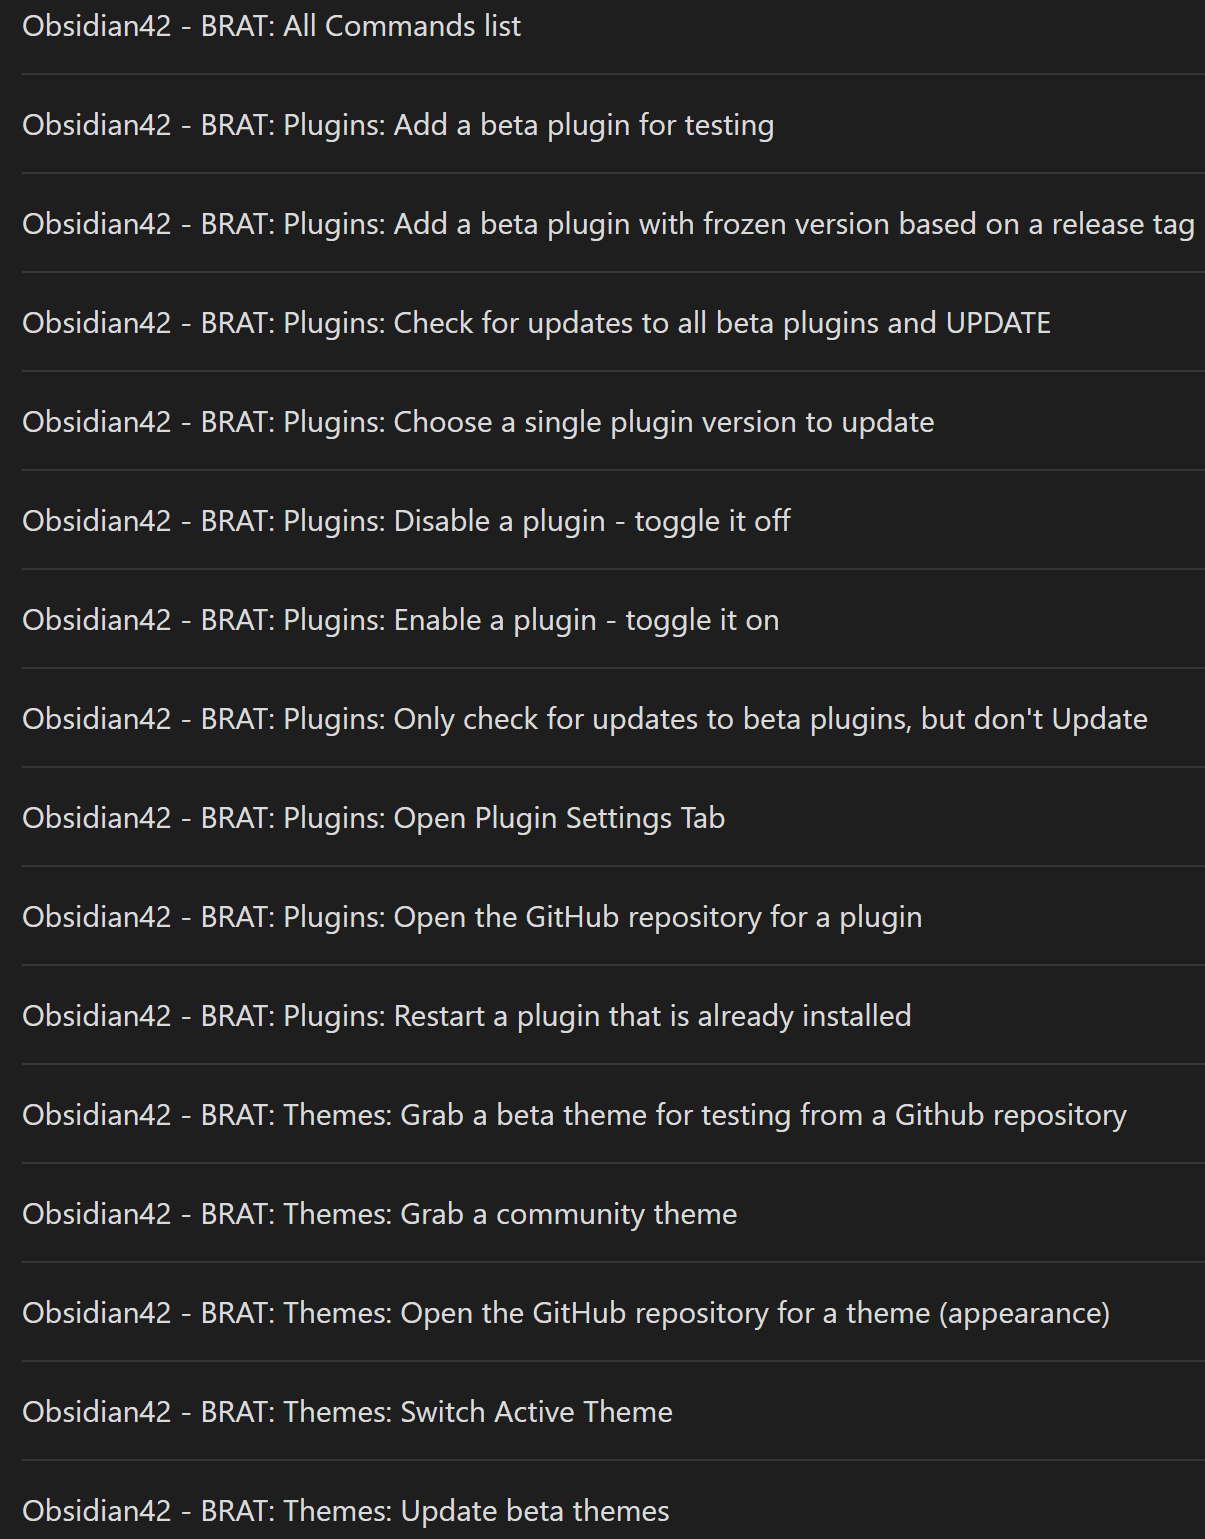 Obsidian42 - BRAT: All Commands list
Obsidian42 - BRAT: Plugins: Add a beta plugin for testing
Obsidian42 - BRAT: Plugins: Add a beta plugin with frozen version based on a release tag
Obsidian42 - BRAT: Plugins: Check for updates to all beta plugins and UPDATE
Obsidian42 - BRAT: Plugins: Choose a single plugin version to update
Obsidian42 - BRAT: Plugins: Disable a plugin - toggle it off
Obsidian42 - BRAT: Plugins: Enable a plugin - toggle it on
Obsidian42 - BRAT: Plugins: Only check for updates to beta plugins, but don't Update
Obsidian42 - BRAT: Plugins: Open Plugin Settings Tab
Obsidian42 - BRAT: Plugins: Open the GitHub repository for a plugin
Obsidian42 - BRAT: Plugins: Restart a plugin that is already installed
Obsidian42 - BRAT: Themes: Grab a beta theme for testing from a Github repository
Obsidian42 - BRAT: Themes: Grab a community theme
Obsidian42 - BRAT: Themes: Open the GitHub repository for a theme (appearance)
Obsidian42 - BRAT: Themes: Switch Active Theme
Obsidian42 - BRAT: Themes: Update beta themes